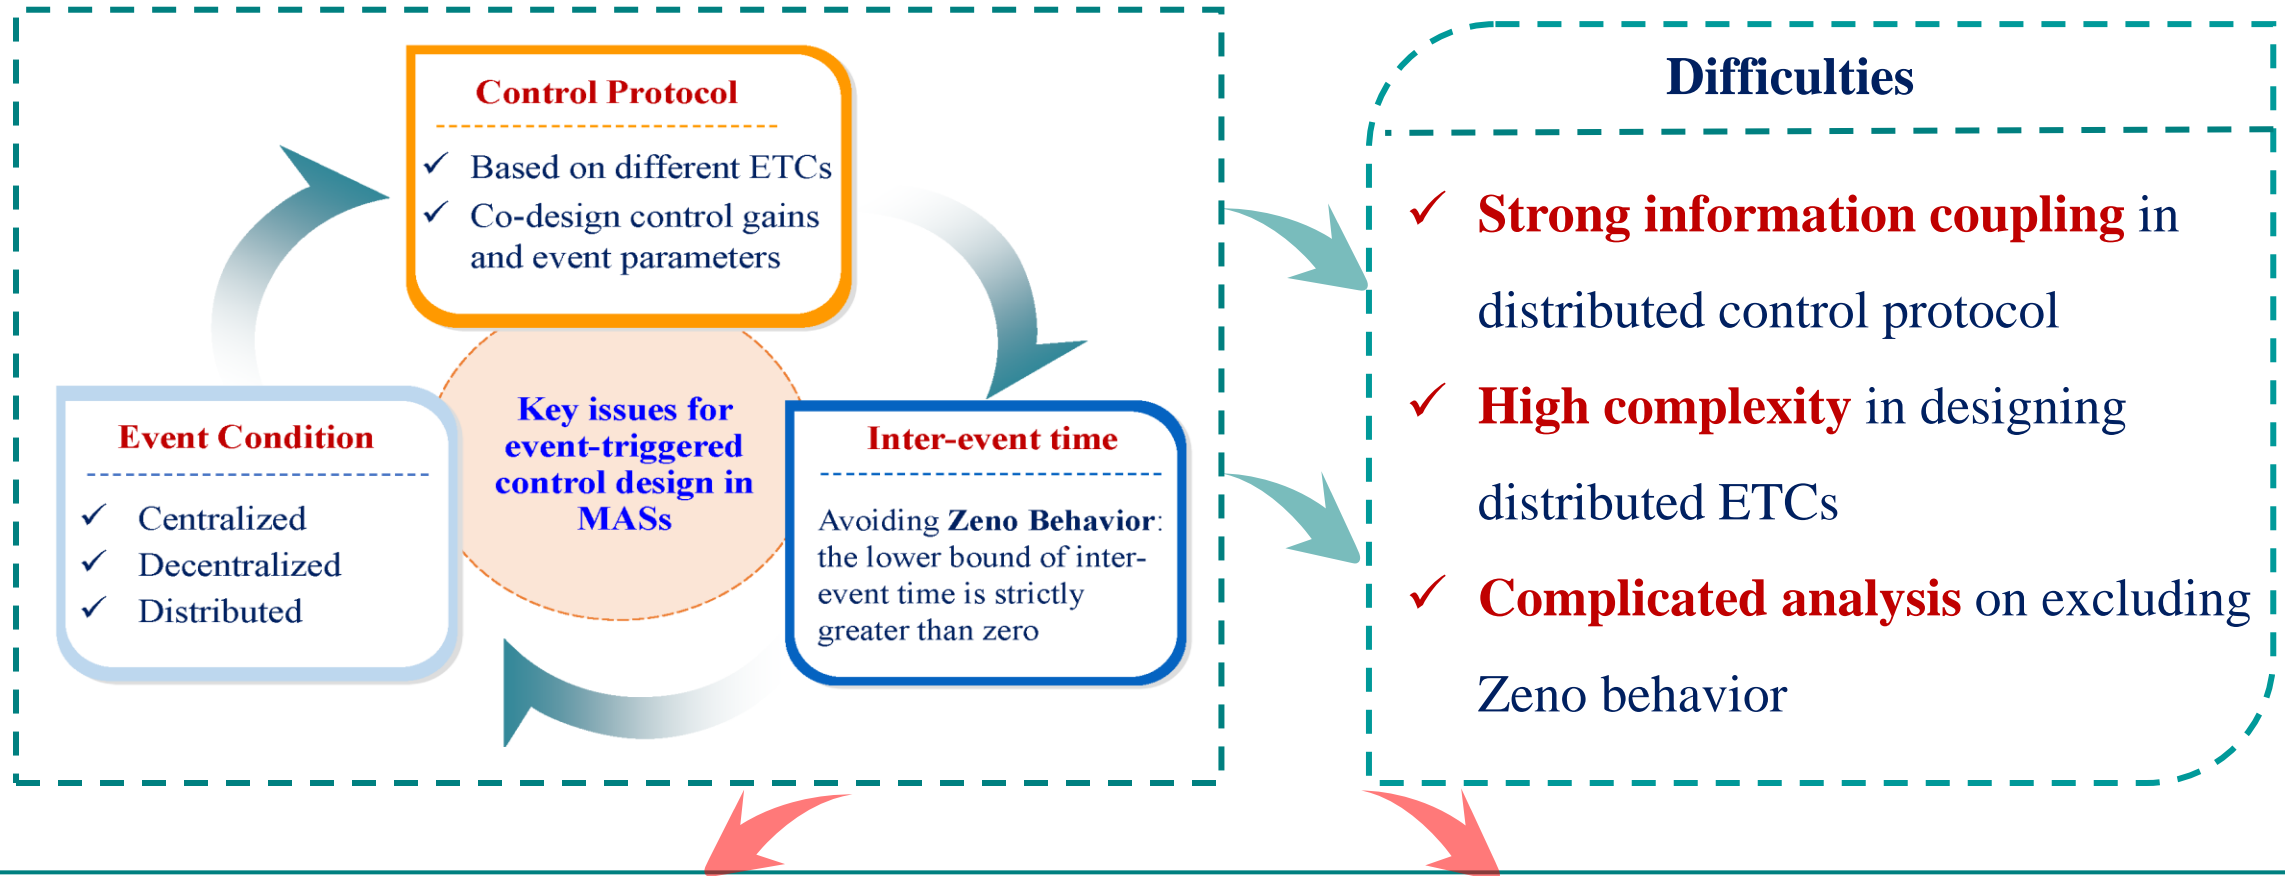 Control Protocol
✓ Based on different ETCs
✓ Co-design control gains
and event parameters
Event Condition
✓ Centralized
✓ Decentralized
✓ Distributed
Key issues for
event-triggered
control design in
MASs
Inter-event time
Avoiding Zeno Behavior:
the lower bound of inter-
event time is strictly
greater than zero
Difficulties
✓ Strong information coupling in
distributed control protocol
✓ High complexity in designing
distributed ETCs
✓ Complicated analysis on excluding
Zeno behavior